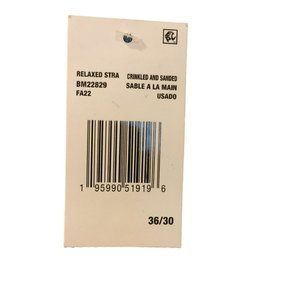 RELAXED STRA CRINKLED AND SANDED
BM22829 SABLE A LA MAIN
FA22 USADO
1 95990 51919 6
36/30